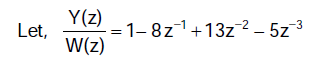 Let, Y(z)/W(z) = 1– 8z⁻¹ + 13z⁻² – 5z⁻³